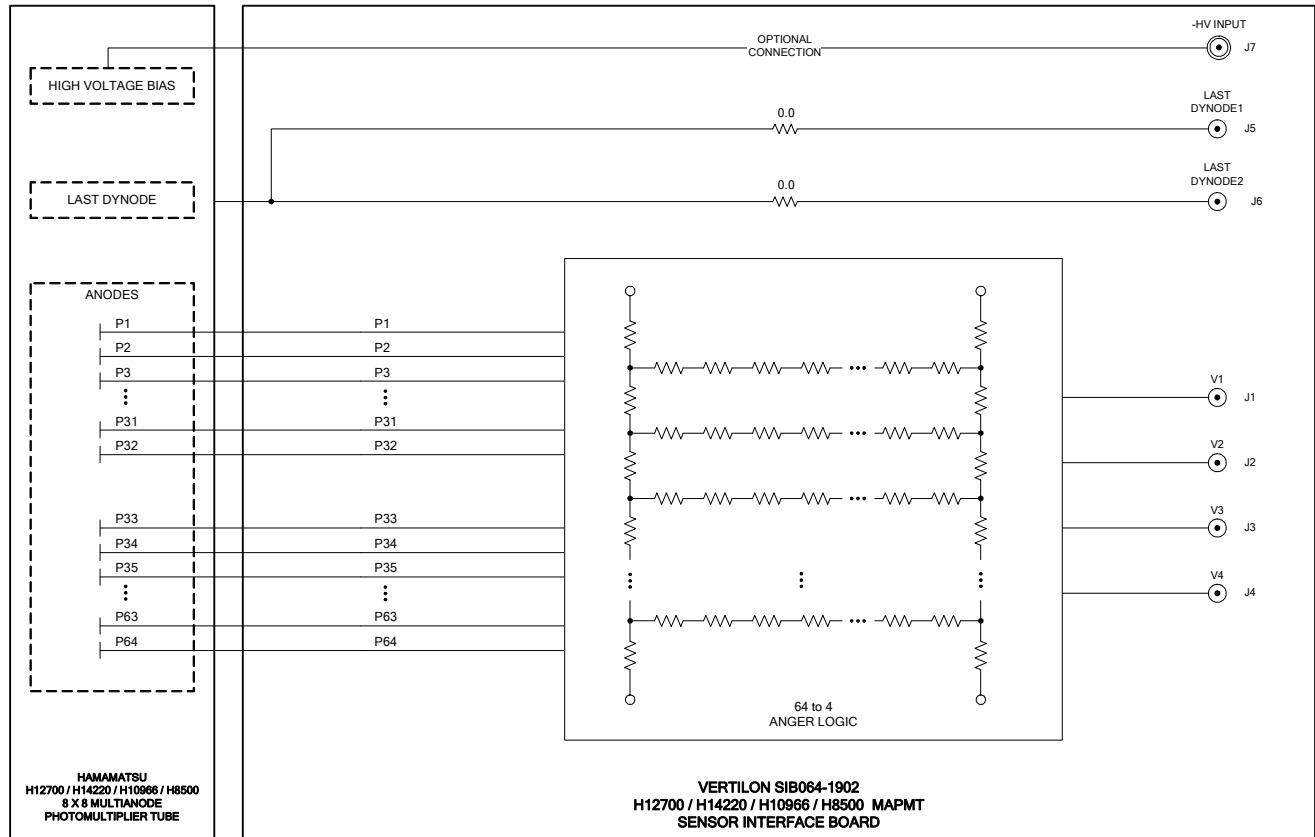 -HV INPUT
OPTIONAL
CONNECTION
J7
HIGH VOLTAGE BIAS
LAST
DYNODE1
0.0
J5
LAST
DYNODE2
LAST DYNODE
0.0
J6
ANODES
P1
P1
P2
P2
P3
P3
P31
P31
P32
P32
P33
P33
P34
P34
P35
P35
P63
P63
P64
P64
V1
J1
V2
J2
V3
J3
V4
J4
64 to 4
ANGER LOGIC
HAMAMATSU
H12700 / H14220 / H10966 / H8500
8 X 8 MULTIANODE
PHOTOMULTIPLIER TUBE
VERTILON SIB064-1902
H12700 / H14220 / H10966 / H8500 MAPMT
SENSOR INTERFACE BOARD